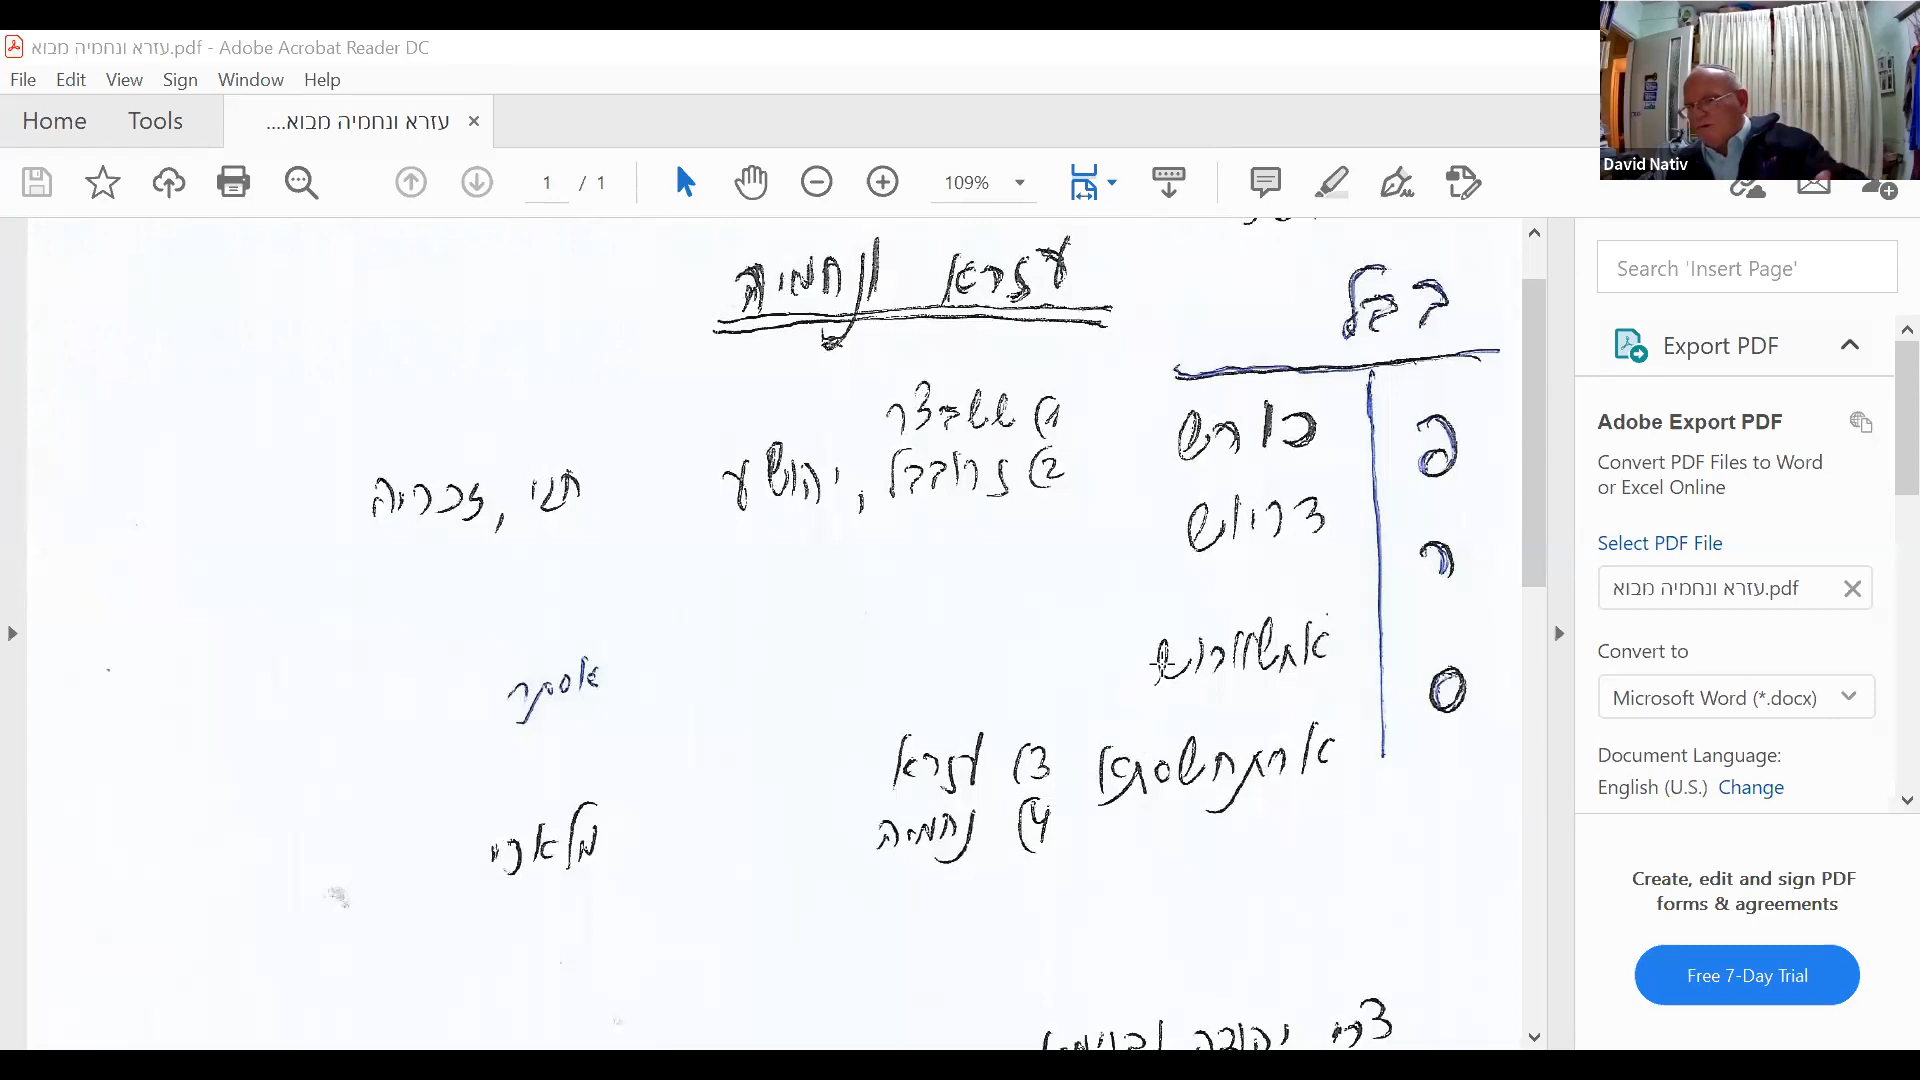 עזרא ונחמיה מבוא.pdf - Adobe Acrobat Reader DC
File Edit View Sign Window Help
Home Tools עזרא ונחמיה מבוא....
1 / 1 109%
David Nativ
עזרא ונחמיה
בבל
כורש
דריוש
אחשורוש
ארתחשסתא
פ
ר
ס
1) ששבצר
2) זרובבל, יהושע
3) עזרא
4) נחמיה
חגי, זכריה
אסתר
מלאכי
צרי יהודה ובנימין
Search 'Insert Page'
Export PDF
Adobe Export PDF
Convert PDF Files to Word
or Excel Online
Select PDF File
עזרא ונחמיה מבוא.pdf
Convert to
Microsoft Word (*.docx)
Document Language:
English (U.S.) Change
Create, edit and sign PDF
forms & agreements
Free 7-Day Trial